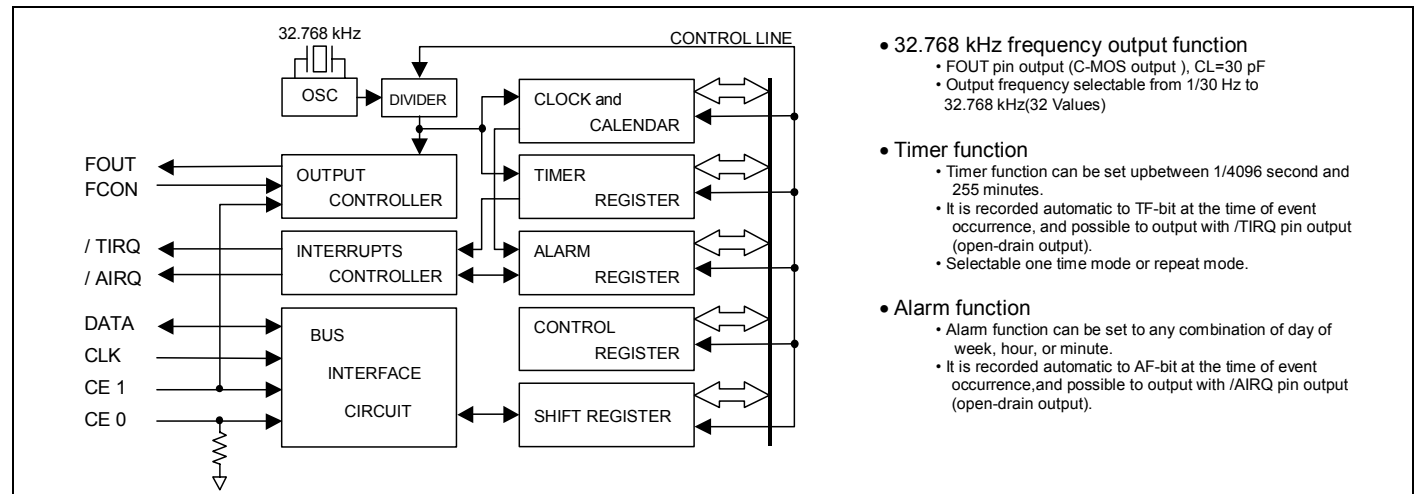 32.768 kHz
CONTROL LINE
OSC
DIVIDER
CLOCK and
CALENDAR
FOUT
FCON
OUTPUT
CONTROLLER
TIMER
REGISTER
/ TIRQ
/ AIRQ
INTERRUPTS
CONTROLLER
ALARM
REGISTER
DATA
CLK
CE 1
CE 0
BUS
INTERFACE
CIRCUIT
CONTROL
REGISTER
SHIFT REGISTER
• 32.768 kHz frequency output function
• FOUT pin output (C-MOS output ), CL=30 pF
• Output frequency selectable from 1/30 Hz to
32.768 kHz(32 Values)
• Timer function
• Timer function can be set upbetween 1/4096 second and
255 minutes.
• It is recorded automatic to TF-bit at the time of event
occurrence, and possible to output with /TIRQ pin output
(open-drain output).
• Selectable one time mode or repeat mode.
• Alarm function
• Alarm function can be set to any combination of day of
week, hour, or minute.
• It is recorded automatic to AF-bit at the time of event
occurrence,and possible to output with /AIRQ pin output
(open-drain output).